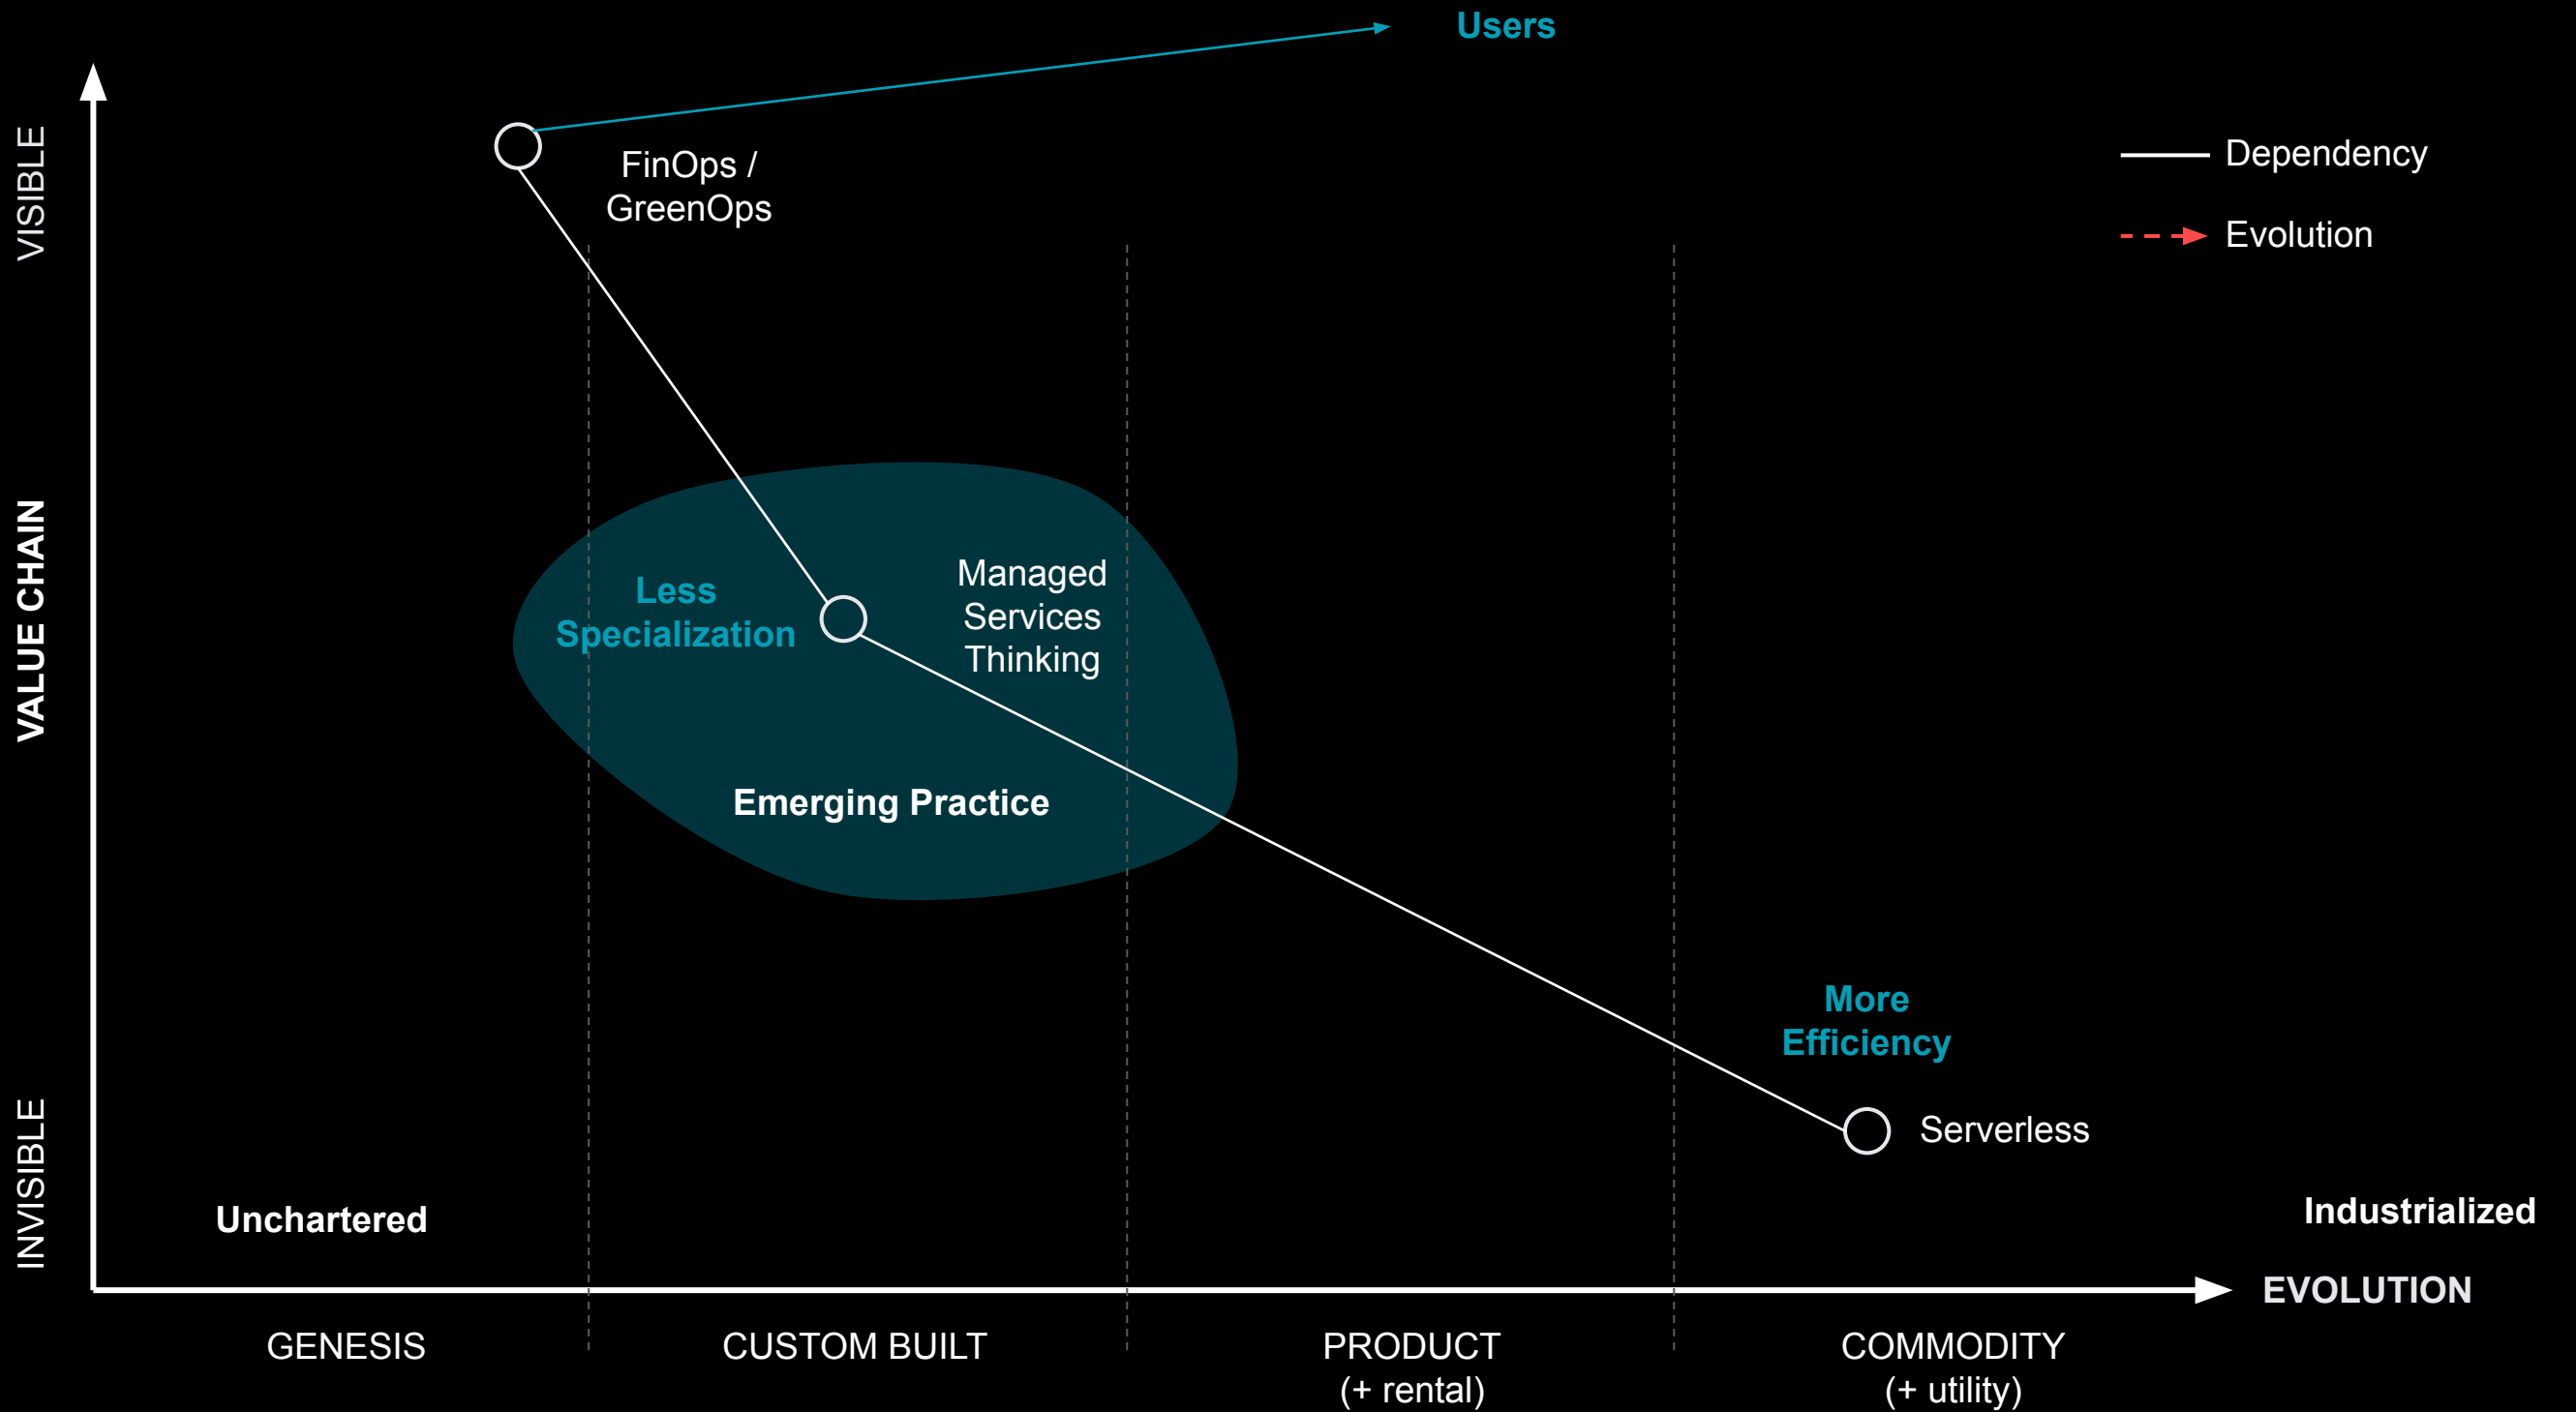 Users
VISIBLE
FinOps /
GreenOps
Dependency
Evolution
VALUE CHAIN
Less
Specialization
Managed
Services
Thinking
Emerging Practice
More
Efficiency
Serverless
INVISIBLE
Unchartered
Industrialized
EVOLUTION
GENESIS
CUSTOM BUILT
PRODUCT
(+ rental)
COMMODITY
(+ utility)